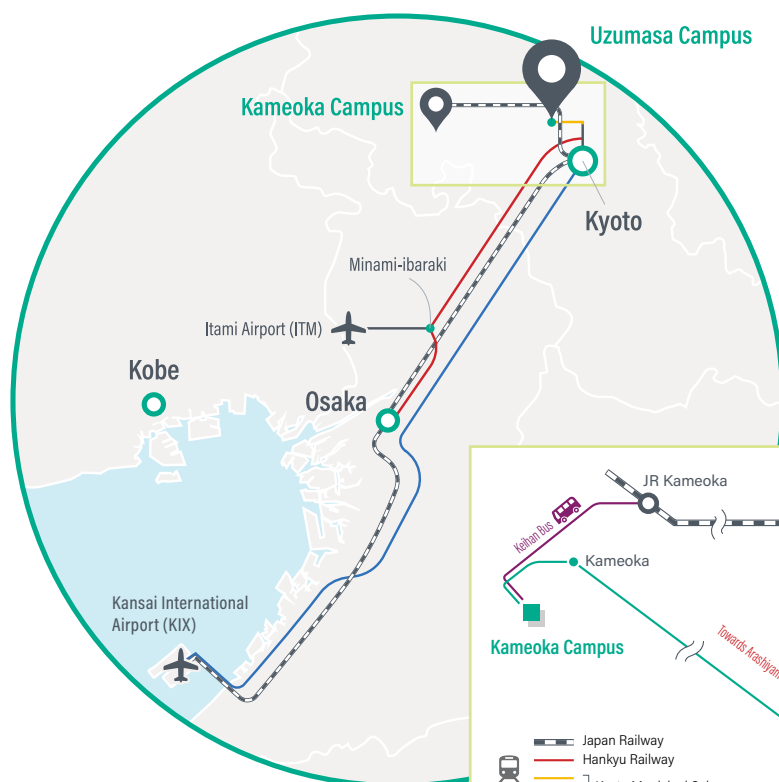 Uzumasa Campus
Kameoka Campus
Kyoto
Minami-ibaraki
Itami Airport (ITM)
Kobe
Osaka
JR Kameoka
Keihan Bus
Kameoka
Kansai International
Airport (KIX)
Kameoka Campus
Towards Arashiyam
Japan Railway
Hankyu Railway